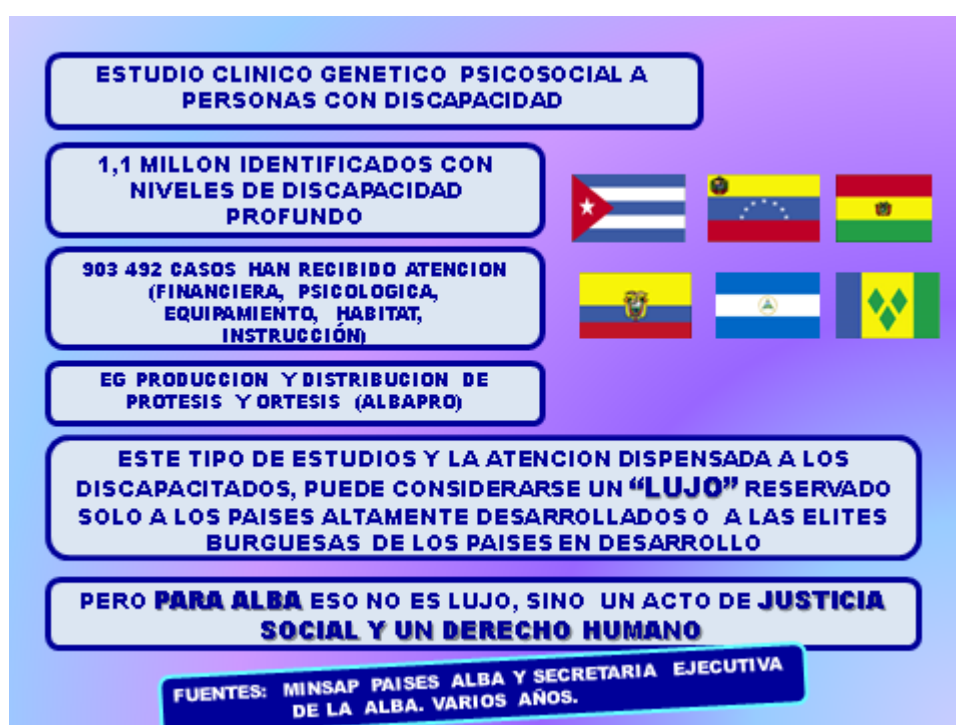 ESTUDIO CLINICO GENETICO PSICOSOCIAL A
PERSONAS CON DISCAPACIDAD
1,1 MILLON IDENTIFICADOS CON
NIVELES DE DISCAPACIDAD
PROFUNDO
903 492 CASOS HAN RECIBIDO ATENCION
(FINANCIERA, PSICOLOGICA,
EQUIPAMIENTO, HABITAT,
INSTRUCCIÓN)
EG PRODUCCION Y DISTRIBUCION DE
PROTESIS Y ORTESIS (ALBAPRO)
ESTE TIPO DE ESTUDIOS Y LA ATENCION DISPENSADA A LOS
DISCAPACITADOS, PUEDE CONSIDERARSE UN “LUJO” RESERVADO
SOLO A LOS PAISES ALTAMENTE DESARROLLADOS O A LAS ELITES
BURGUESAS DE LOS PAISES EN DESARROLLO
PERO PARA ALBA ESO NO ES LUJO, SINO UN ACTO DE JUSTICIA
SOCIAL Y UN DERECHO HUMANO
FUENTES: MINSAP PAISES ALBA Y SECRETARIA EJECUTIVA
DE LA ALBA. VARIOS AÑOS.